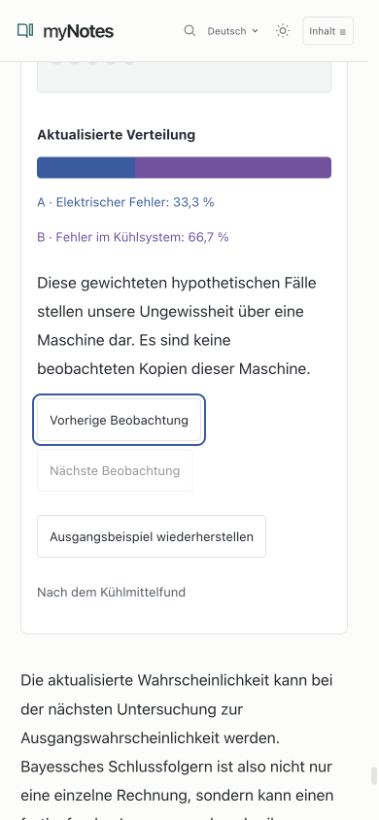 myNotes
Deutsch
Inhalt
Aktualisierte Verteilung
A · Elektrischer Fehler: 33,3 %
B · Fehler im Kühlsystem: 66,7 %
Diese gewichteten hypothetischen Fälle
stellen unsere Ungewissheit über eine
Maschine dar. Es sind keine
beobachteten Kopien dieser Maschine.
Vorherige Beobachtung
Nächste Beobachtung
Ausgangsbeispiel wiederherstellen
Nach dem Kühlmittelfund
Die aktualisierte Wahrscheinlichkeit kann bei
der nächsten Untersuchung zur
Ausgangswahrscheinlichkeit werden.
Bayessches Schlussfolgern ist also nicht nur
eine einzelne Rechnung, sondern kann einen